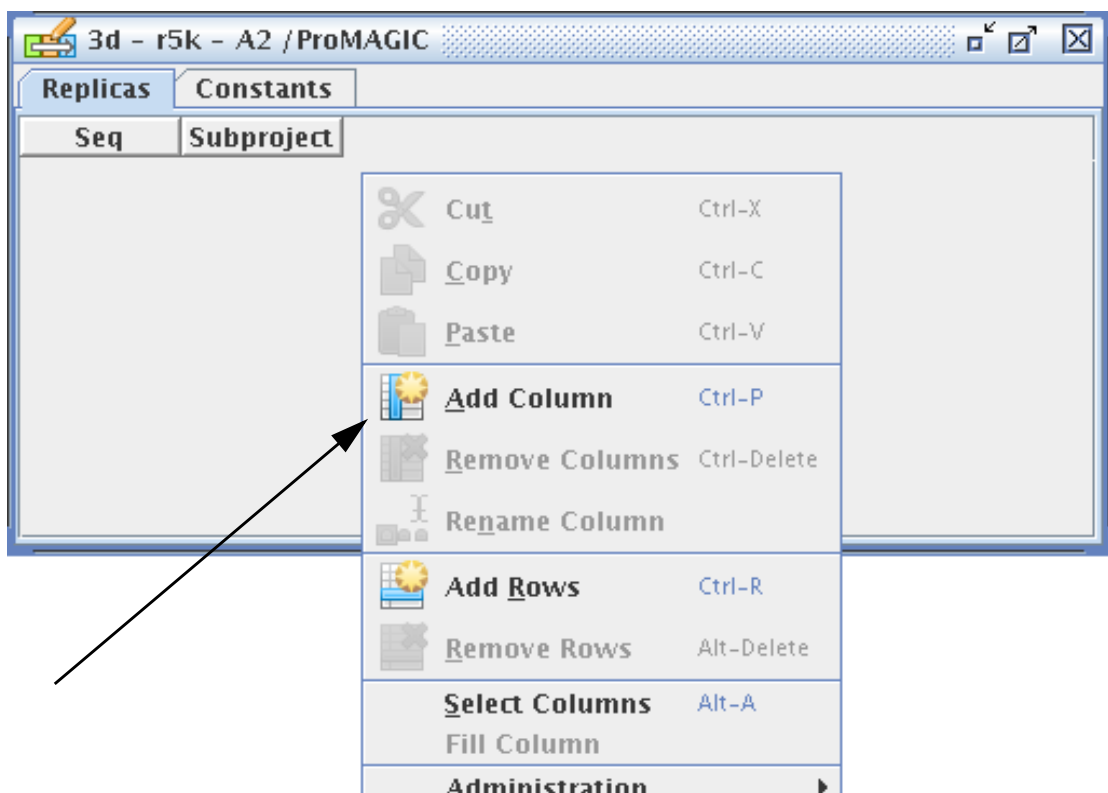 3d - r5k - A2 /ProMAGIC
Replicas Constants
Seq Subproject
Cut Ctrl-X
Copy Ctrl-C
Paste Ctrl-V
Add Column Ctrl-P
Remove Columns Ctrl-Delete
Rename Column
Add Rows Ctrl-R
Remove Rows Alt-Delete
Select Columns Alt-A
Fill Column
Administration